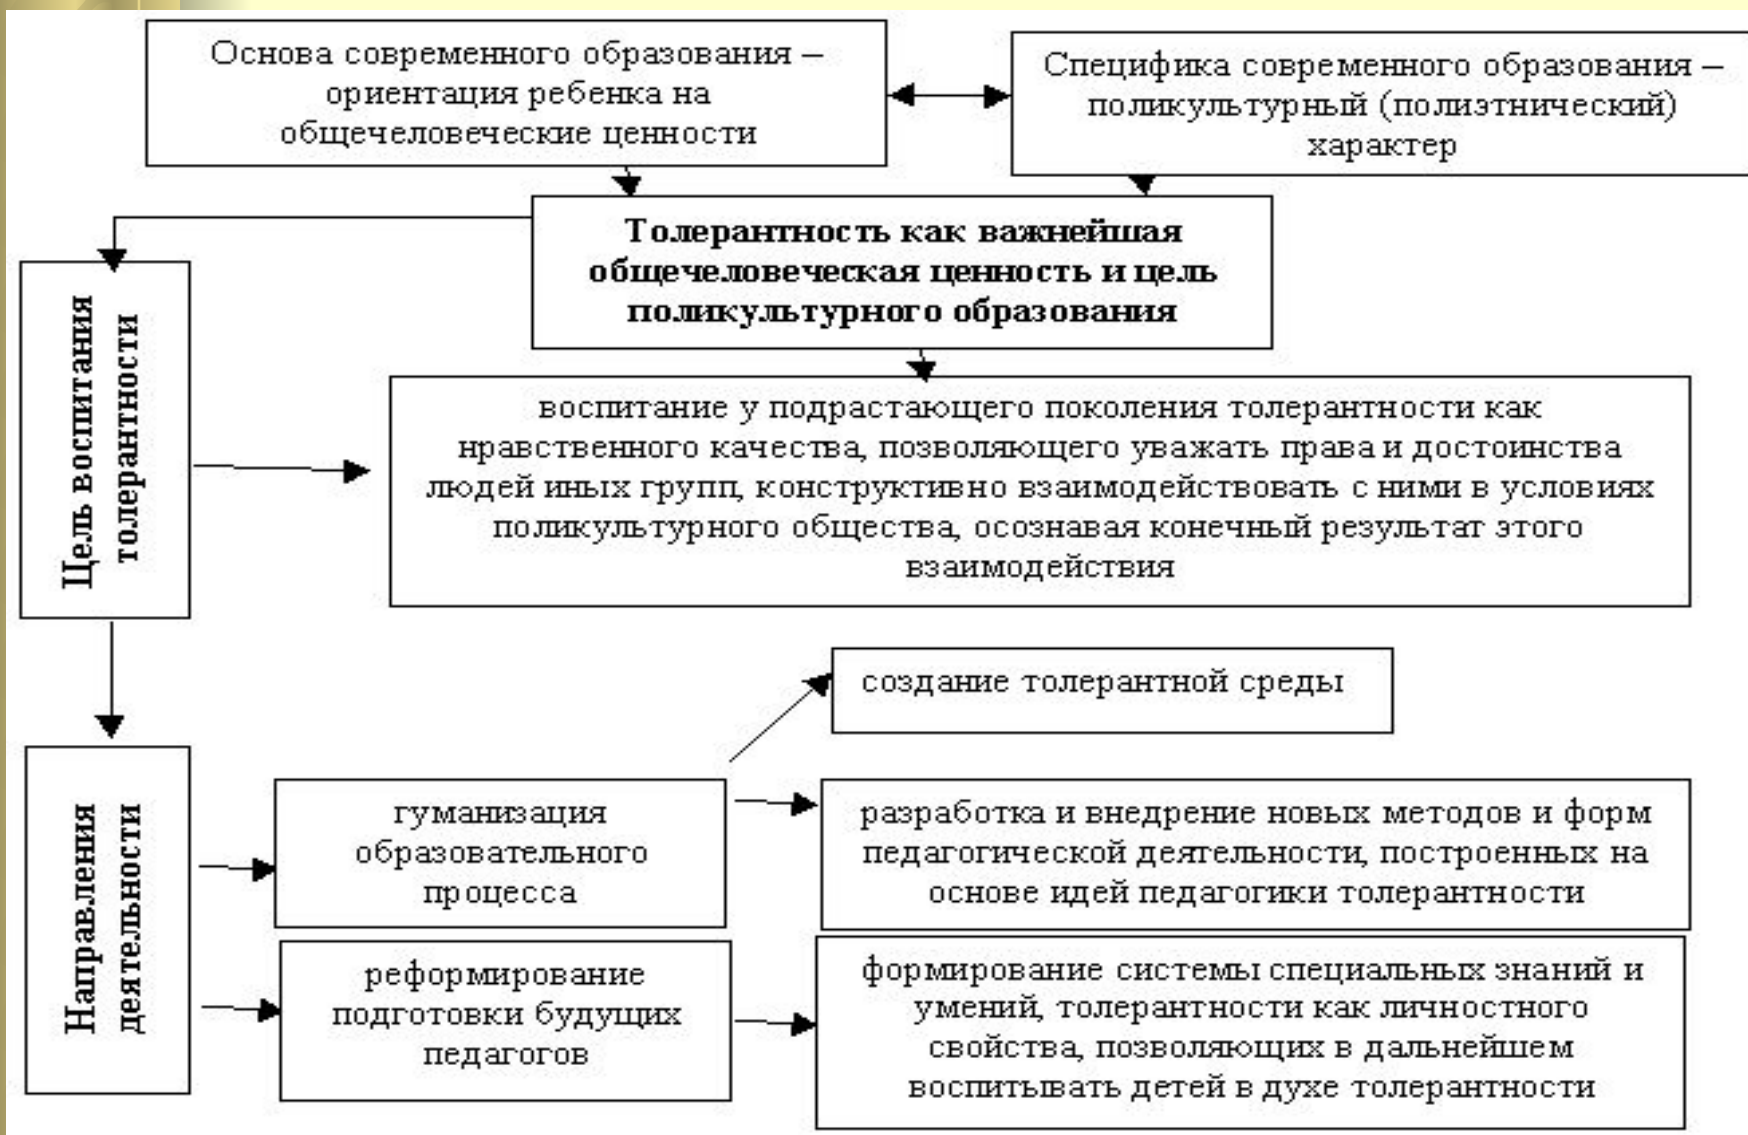 Основа современного образования –
ориентация ребенка на
общечеловеческие ценности
Специфика современного образования –
поликультурный (полиэтнический)
характер
Толерантность как важнейшая
общечеловеческая ценность и цель
поликультурного образования
Цель воспитания
толерантности
воспитание у подрастающего поколения толерантности как
нравственного качества, позволяющего уважать права и достоинства
людей иных групп, конструктивно взаимодействовать с ними в условиях
поликультурного общества, осознавая конечный результат этого
взаимодействия
создание толерантной среды
Направления
деятельности
гуманизация
образовательного
процесса
разработка и внедрение новых методов и форм
педагогической деятельности, построенных на
основе идей педагогики толерантности
реформирование
подготовки будущих
педагогов
формирование системы специальных знаний и
умений, толерантности как личностного
свойства, позволяющих в дальнейшем
воспитывать детей в духе толерантности